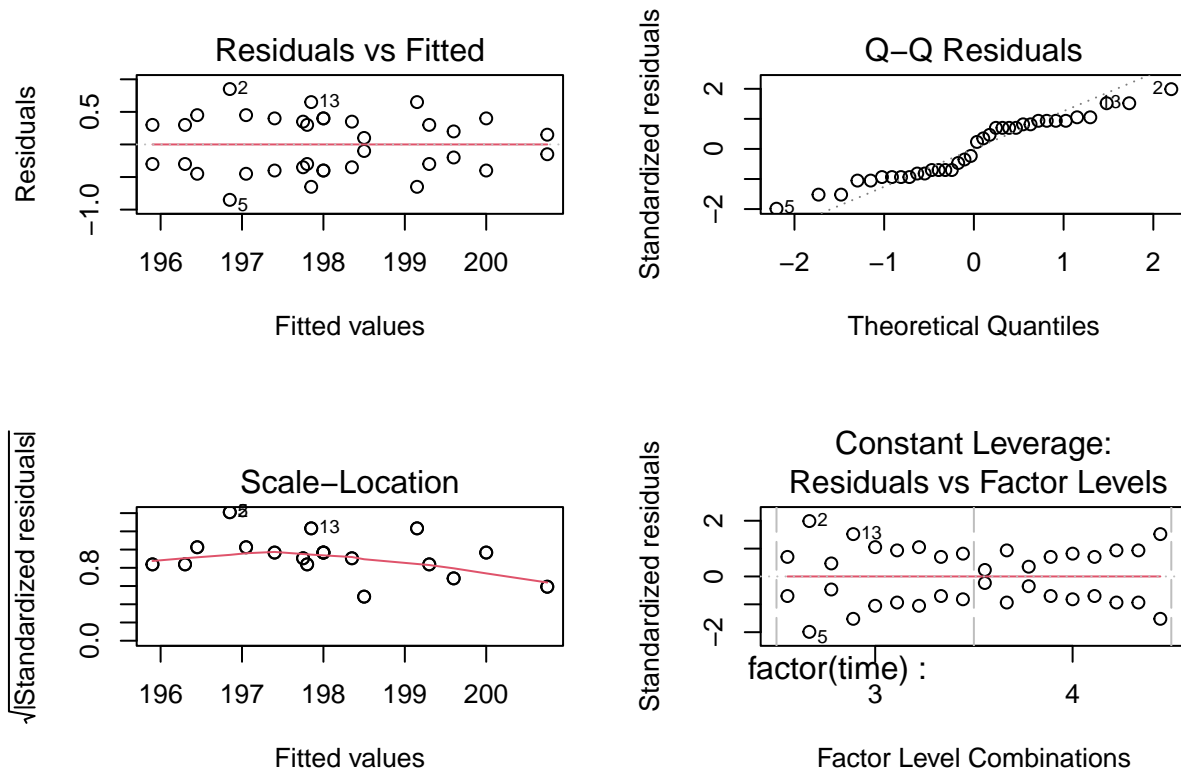 Residuals vs Fitted
Residuals
0.5
−1.0
2
13
5
196 197 198 199 200
Fitted values
Q−Q Residuals
Standardized residuals
2
0
−2
2
13
5
−2 −1 0 1 2
Theoretical Quantiles
Scale−Location
√|Standardized residuals|
0.8
0.0
13
196 197 198 199 200
Fitted values
Constant Leverage:
Residuals vs Factor Levels
Standardized residuals
2
0
−2
2
13
5
factor(time) :
3 4
Factor Level Combinations